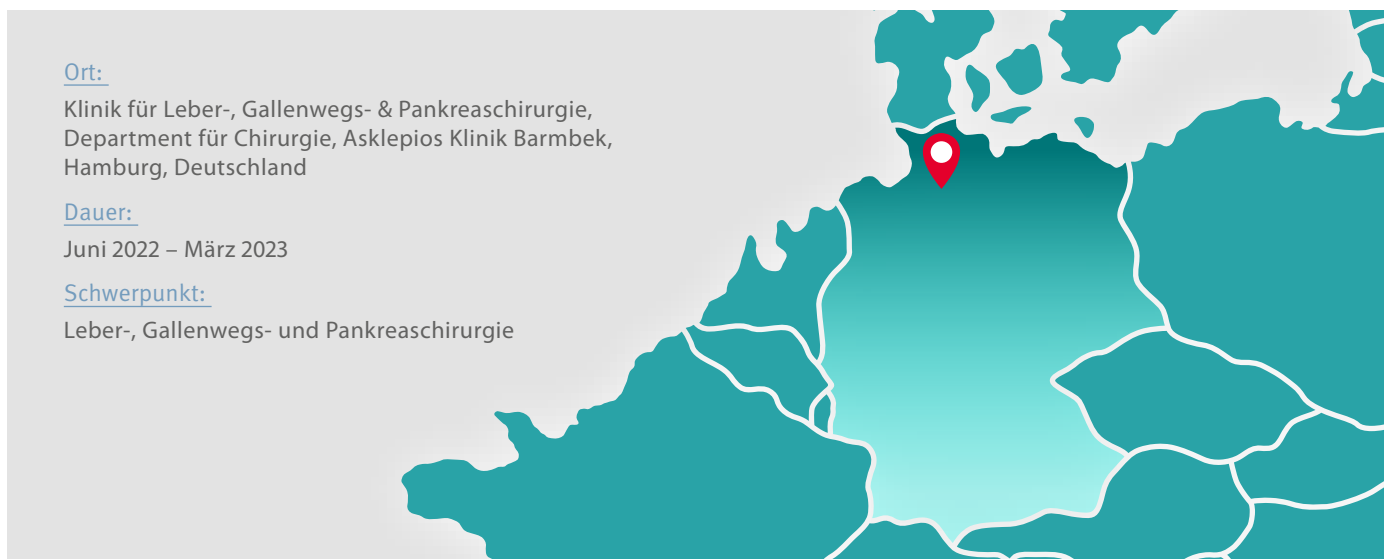 Ort:
Klinik für Leber-, Gallenwegs- & Pankreaschirurgie,
Department für Chirurgie, Asklepios Klinik Barmbek,
Hamburg, Deutschland
Dauer:
Juni 2022 – März 2023
Schwerpunkt:
Leber-, Gallenwegs- und Pankreaschirurgie